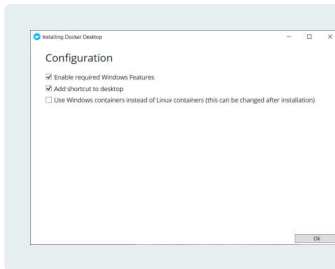 Installing Docker Desktop
Configuration
Enable required Windows Features
Add shortcut to desktop
Use Windows containers instead of Linux containers (this can be changed after installation)
Ok